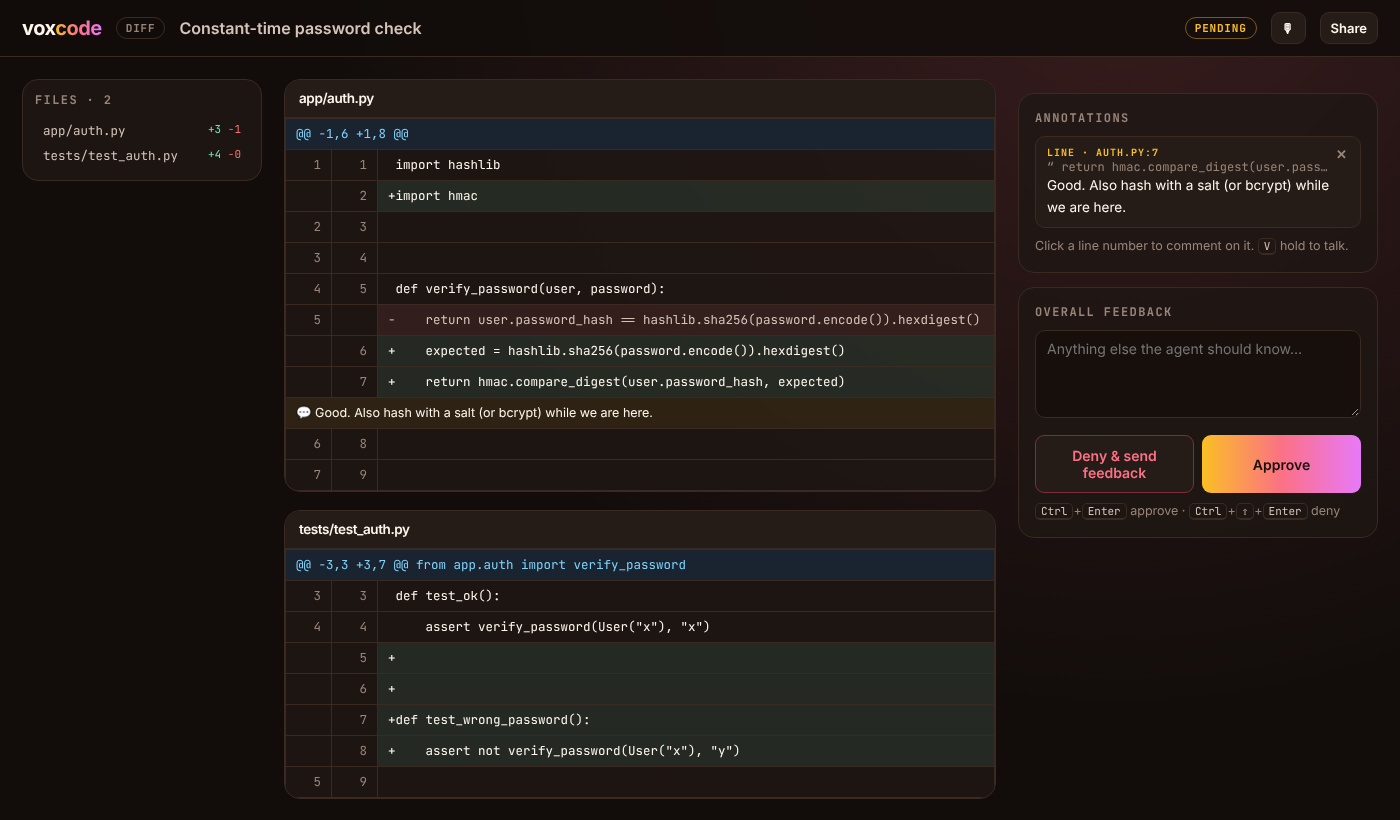 voxcode DIFF Constant-time password check PENDING Share
FILES · 2
app/auth.py +3 -1
tests/test_auth.py +4 -0
app/auth.py
@@ -1,6 +1,8 @@
1 1 import hashlib
2 +import hmac
2 3
3 4
4 5 def verify_password(user, password):
5 - return user.password_hash == hashlib.sha256(password.encode()).hexdigest()
6 + expected = hashlib.sha256(password.encode()).hexdigest()
7 + return hmac.compare_digest(user.password_hash, expected)
💬 Good. Also hash with a salt (or bcrypt) while we are here.
6 8
7 9
tests/test_auth.py
@@ -3,3 +3,7 @@ from app.auth import verify_password
3 3 def test_ok():
4 4 assert verify_password(User("x"), "x")
5 +
6 +
7 +def test_wrong_password():
8 + assert not verify_password(User("x"), "y")
5 9
ANNOTATIONS
LINE · AUTH.PY:7 ✕
“ return hmac.compare_digest(user.pass…
Good. Also hash with a salt (or bcrypt) while
we are here.
Click a line number to comment on it. V hold to talk.
OVERALL FEEDBACK
Anything else the agent should know…
Deny & send
feedback
Approve
Ctrl+Enter approve · Ctrl+⇧+Enter deny